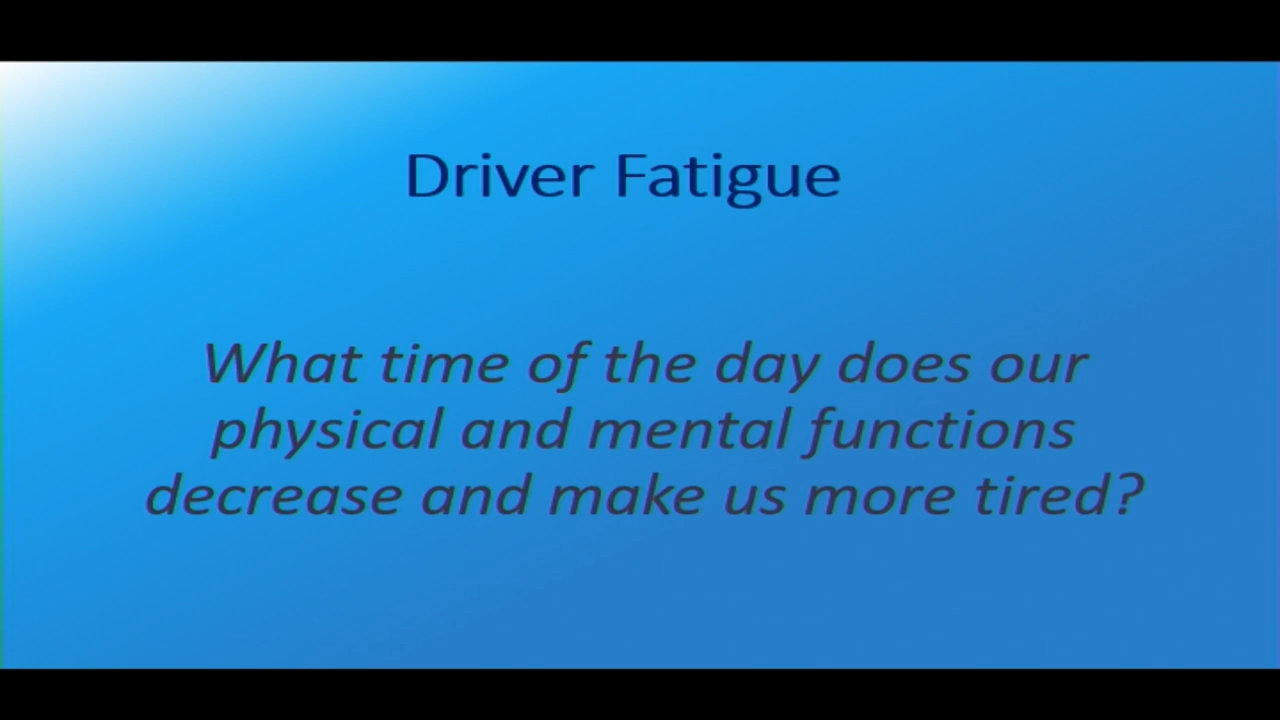 Driver Fatigue
What time of the day does our
physical and mental functions
decrease and make us more tired?